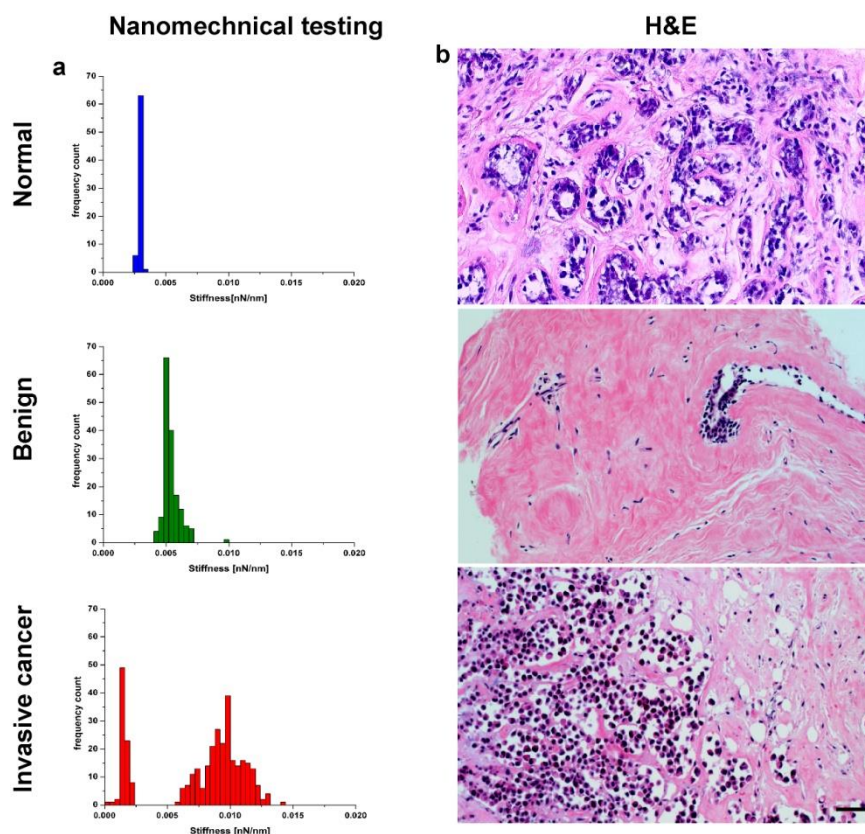 Nanomechnical testing
H&E
a
b
Normal
70
60
50
40
30
20
10
0
frequency count
0.000 0.005 0.010 0.015 0.020
Stiffness[nN/nm]
Benign
70
60
50
40
30
20
10
0
frequency count
0.000 0.005 0.010 0.015 0.020
Stiffness [nN/nm]
Invasive cancer
70
60
50
40
30
20
10
0
frequency count
0.000 0.005 0.010 0.015 0.020
Stiffness [nN/nm]